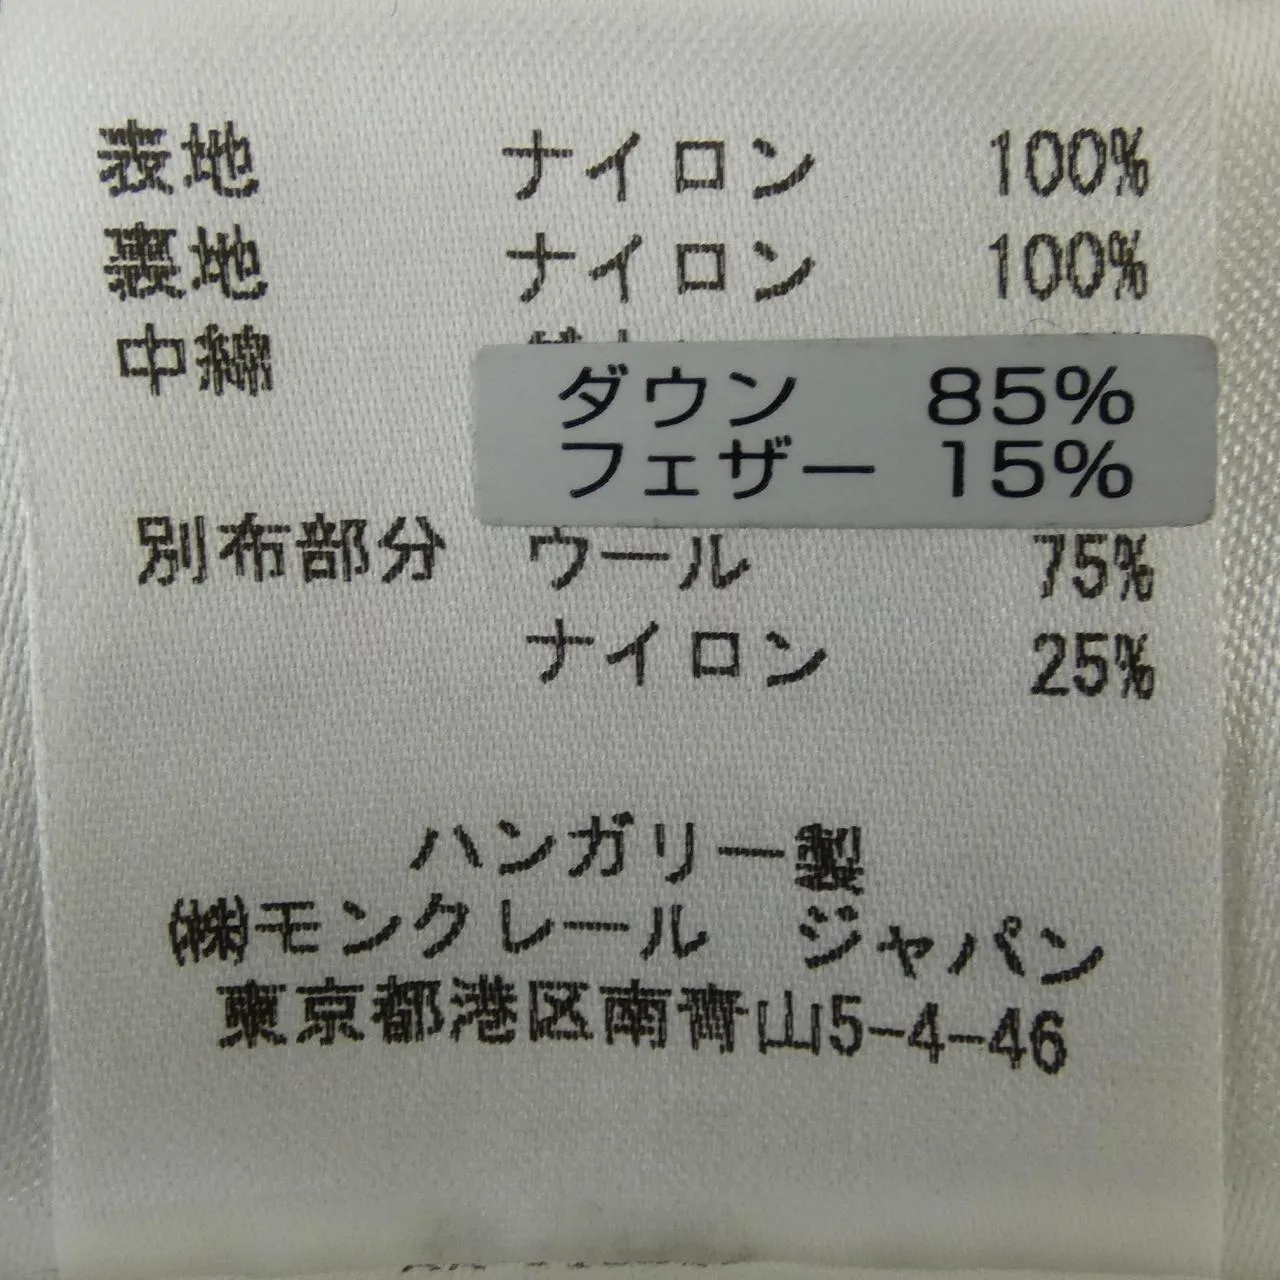 表地 ナイロン 100%
裏地 ナイロン 100%
中綿
ダウン 85%
フェザー 15%
別布部分 ウール 75%
ナイロン 25%
ハンガリー製
㈱モンクレール ジャパン
東京都港区南青山5-4-46